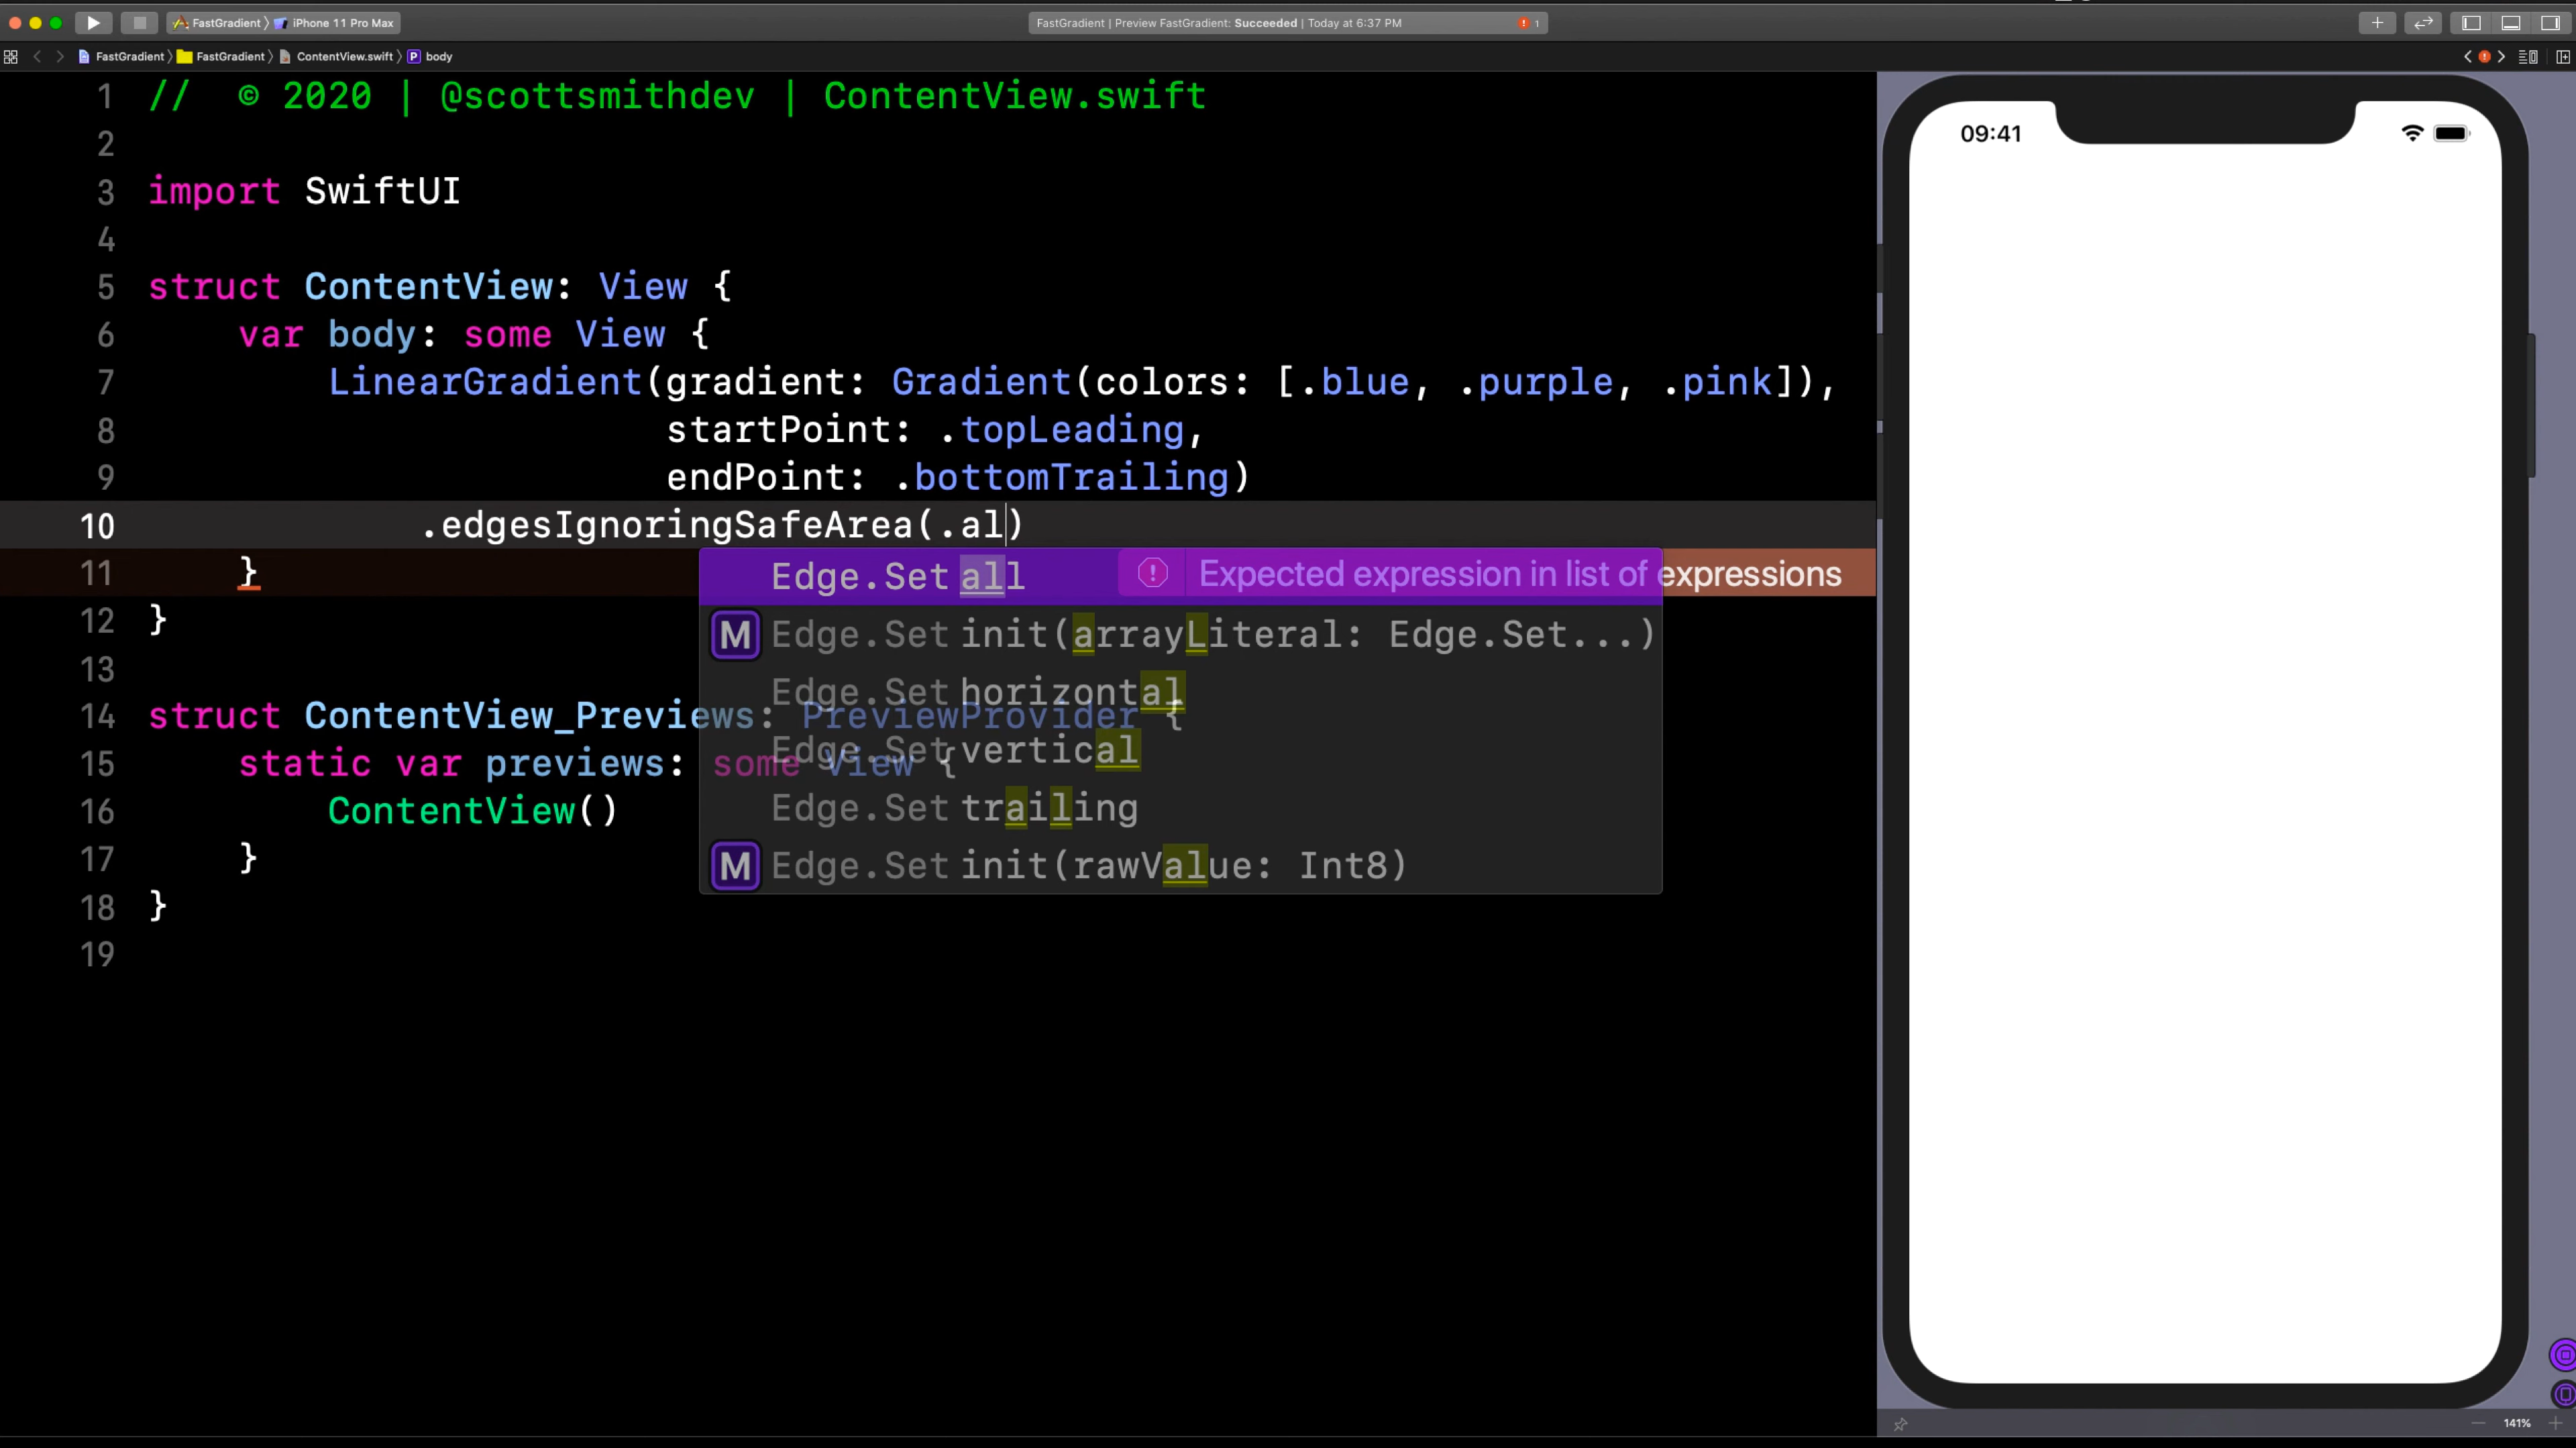 FastGradient 〉 iPhone 11 Pro Max
FastGradient | Preview FastGradient: Succeeded | Today at 6:37 PM
1
FastGradient 〉 FastGradient 〉 ContentView.swift 〉 P body
1 //  © 2020 | @scottsmithdev | ContentView.swift
2
3 import SwiftUI
4
5 struct ContentView: View {
6 var body: some View {
7 LinearGradient(gradient: Gradient(colors: [.blue, .purple, .pink]),
8 startPoint: .topLeading,
9 endPoint: .bottomTrailing)
10 .edgesIgnoringSafeArea(.al)
11 }
Edge.Set all
Expected expression in list of expressions
12 }
M Edge.Set init(arrayLiteral: Edge.Set...)
13
Edge.Set horizontal
14 struct ContentView_Previews: PreviewProvider {
Edge.Set vertical
15 static var previews: some View {
Edge.Set trailing
16 ContentView()
17 }
M Edge.Set init(rawValue: Int8)
18 }
19
09:41
141%